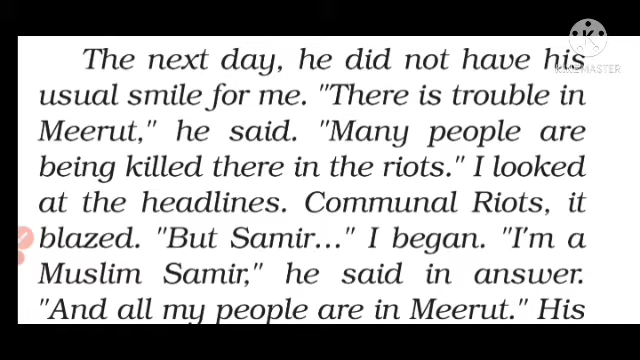 KINEMASTER
The next day, he did not have his
usual smile for me. "There is trouble in
Meerut," he said. "Many people are
being killed there in the riots." I looked
at the headlines. Communal Riots, it
blazed. "But Samir..." I began. "I'm a
Muslim Samir," he said in answer.
"And all my people are in Meerut." His